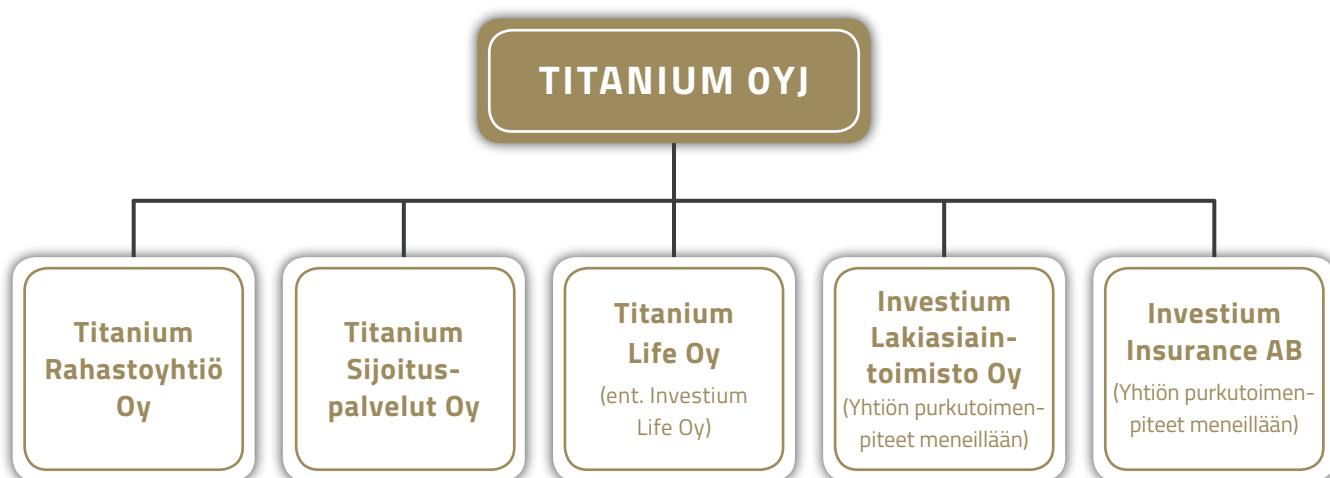 TITANIUM OYJ
Titanium
Rahastoyhtiö
Oy
Titanium
Sijoitus-
palvelut Oy
Titanium
Life Oy
(ent. Investium
Life Oy)
Investium
Lakiasiain-
toimisto Oy
(Yhtiön purkutoimen-
piteet meneillään)
Investium
Insurance AB
(Yhtiön purkutoimen-
piteet meneillään)